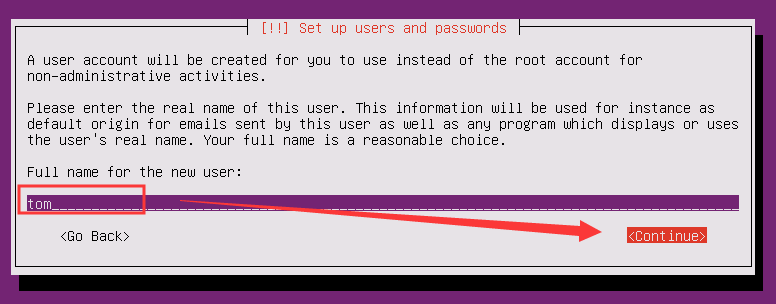 [!!] Set up users and passwords
A user account will be created for you to use instead of the root account for
non-administrative activities.
Please enter the real name of this user. This information will be used for instance as
default origin for emails sent by this user as well as any program which displays or uses
the user's real name. Your full name is a reasonable choice.
Full name for the new user:
tom
<Go Back> <Continue>